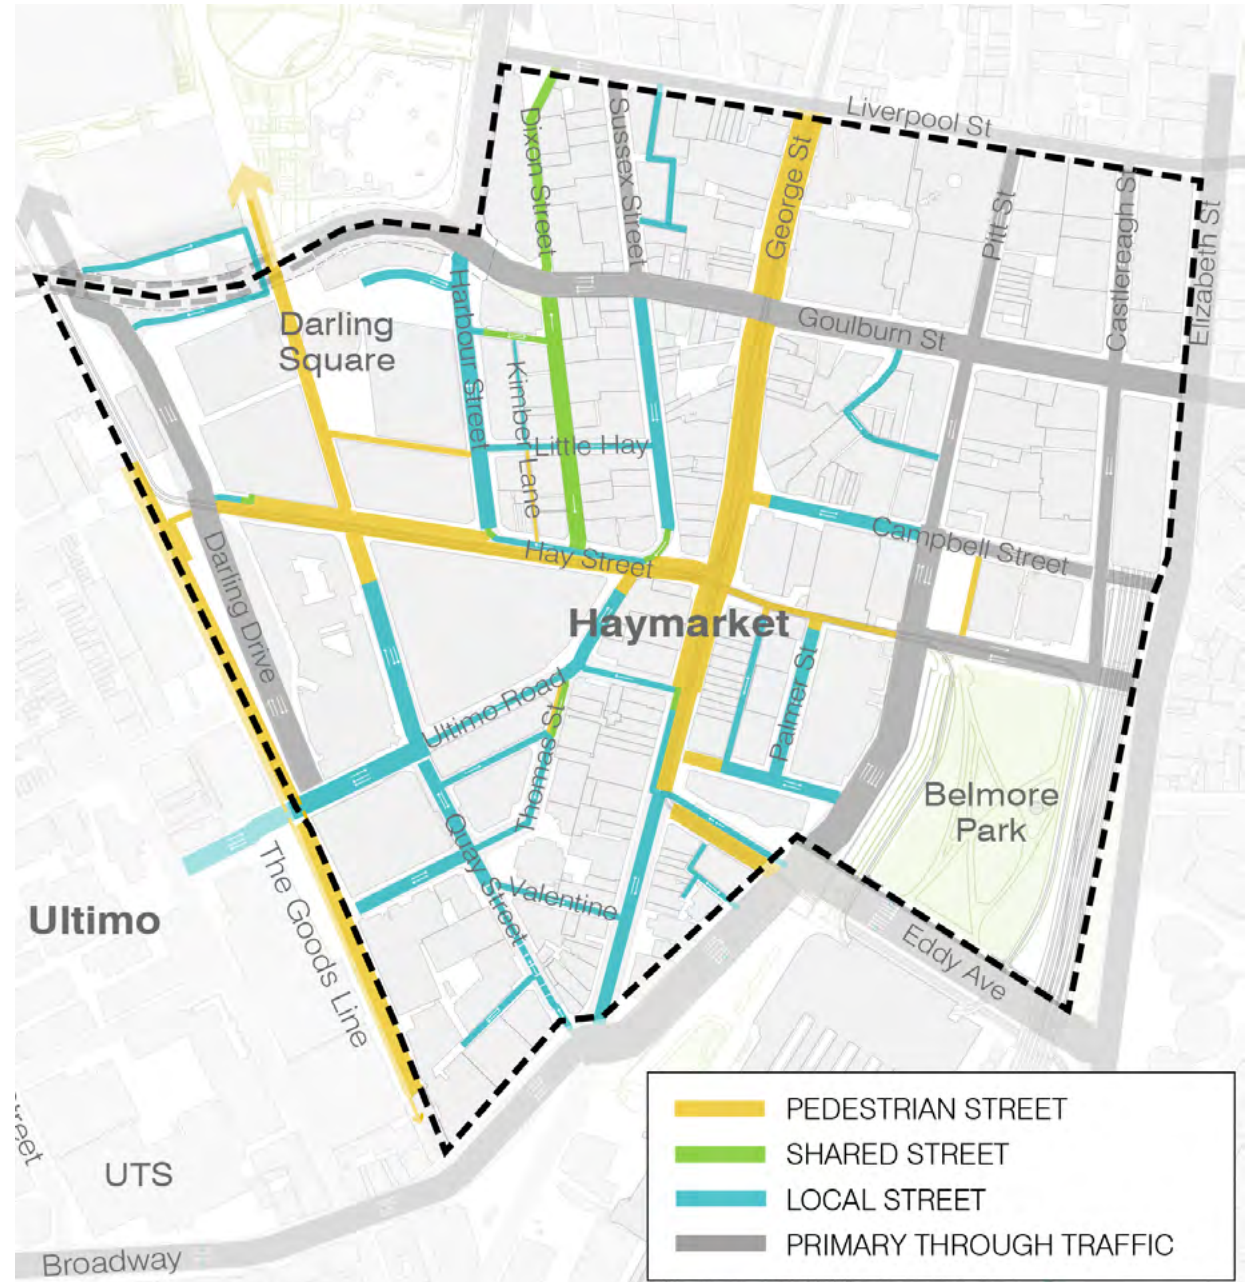 Liverpool St
Dixon Street
Sussex Street
George St
Pitt St
Castlereagh St
Elizabeth St
Darling
Square
Harbour Street
Goulburn St
Kimber Lane
Little Hay
Hay Street
Campbell Street
Darling Drive
Haymarket
Ultimo Road
Thomas St
Palmer St
Belmore
Park
Quay Street
Valentine
The Goods Line
Ultimo
Eddy Ave
Street
UTS
Broadway
PEDESTRIAN STREET
SHARED STREET
LOCAL STREET
PRIMARY THROUGH TRAFFIC